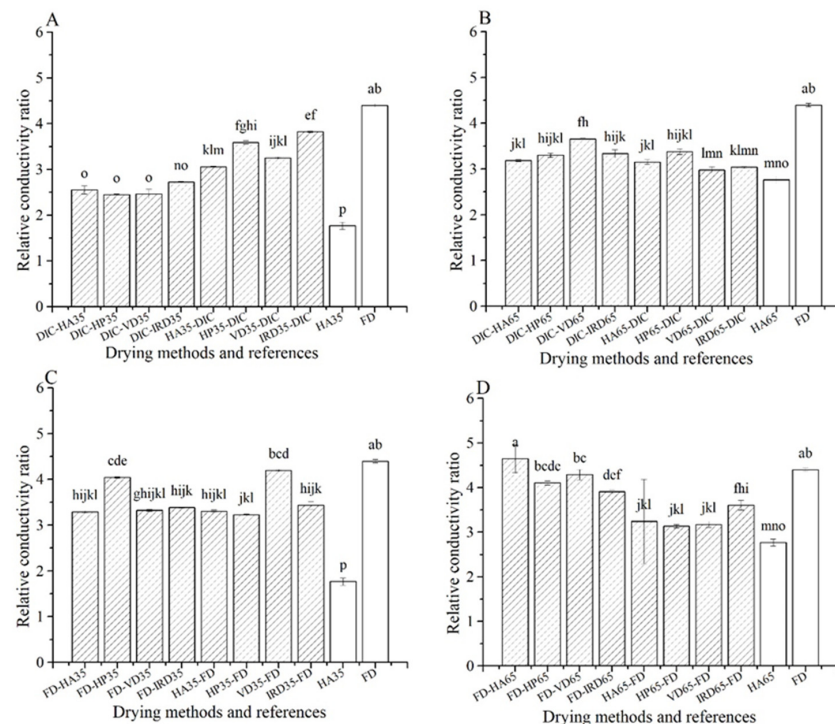 A
Relative conductivity ratio
6
5
4
3
2
1
0
o
o
o
no
klm
fghi
ijkl
ef
p
ab
DIC-HA35
DIC-HP35
DIC-VD35
DIC-IRD35
HA35-DIC
HP35-DIC
VD35-DIC
IRD35-DIC
HA35
FD
Drying methods and references
B
Relative conductivity ratio
6
5
4
3
2
1
0
jkl
hijkl
fh
hijk
jkl
hijkl
lmn
klmn
mno
ab
DIC-HA65
DIC-HP65
DIC-VD65
DIC-IRD65
HA65-DIC
HP65-DIC
VD65-DIC
IRD65-DIC
HA65
FD
Drying methods and references
C
Relative conductivity ratio
6
5
4
3
2
1
0
hijkl
cde
ghijkl
hijk
hijkl
jkl
bcd
hijk
p
ab
FD-HA35
FD-HP35
FD-VD35
FD-IRD35
HA35-FD
HP35-FD
VD35-FD
IRD35-FD
HA35
FD
Drying methods and references
D
Relative conductivity ratio
6
5
4
3
2
1
0
a
bcde
bc
def
jkl
jkl
jkl
fhi
mno
ab
FD-HA65
FD-HP65
FD-VD65
FD-IRD65
HA65-FD
HP65-FD
VD65-FD
IRD65-FD
HA65
FD
Drying methods and references